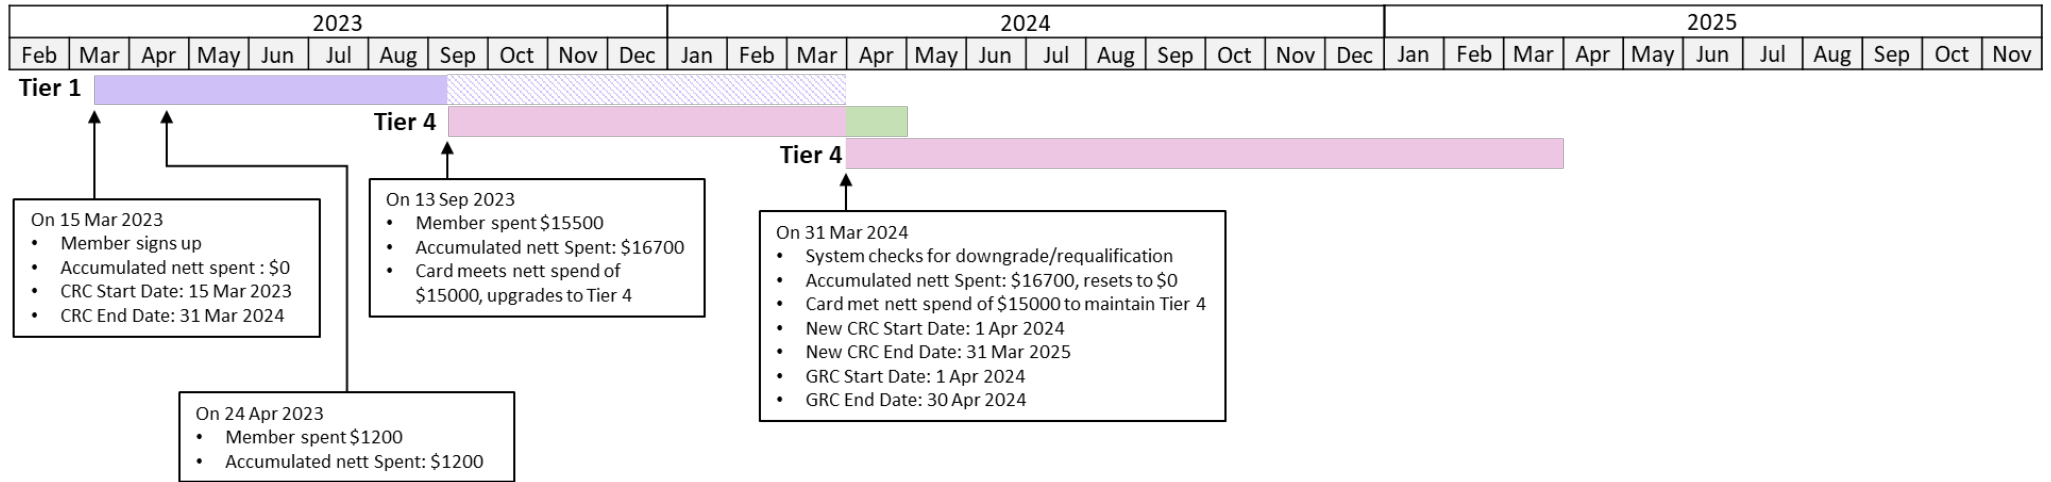 2023 2024 2025
Feb Mar Apr May Jun Jul Aug Sep Oct Nov Dec Jan Feb Mar Apr May Jun Jul Aug Sep Oct Nov Dec Jan Feb Mar Apr May Jun Jul Aug Sep Oct Nov
Tier 1
Tier 4
Tier 4
On 15 Mar 2023
• Member signs up
• Accumulated nett spent : $0
• CRC Start Date: 15 Mar 2023
• CRC End Date: 31 Mar 2024
On 24 Apr 2023
• Member spent $1200
• Accumulated nett Spent: $1200
On 13 Sep 2023
• Member spent $15500
• Accumulated nett Spent: $16700
• Card meets nett spend of
$15000, upgrades to Tier 4
On 31 Mar 2024
• System checks for downgrade/requalification
• Accumulated nett Spent: $16700, resets to $0
• Card met nett spend of $15000 to maintain Tier 4
• New CRC Start Date: 1 Apr 2024
• New CRC End Date: 31 Mar 2025
• GRC Start Date: 1 Apr 2024
• GRC End Date: 30 Apr 2024